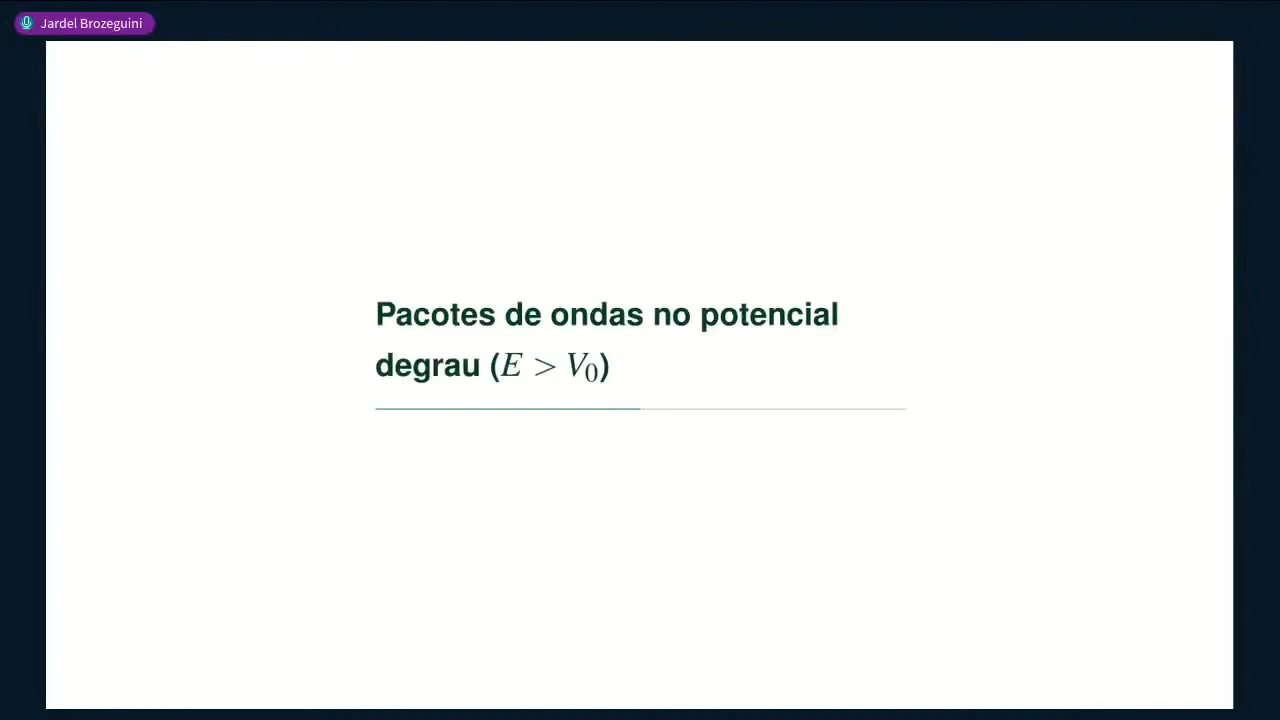 Jardel Brozeguini
Pacotes de ondas no potencial
degrau (E > V₀)